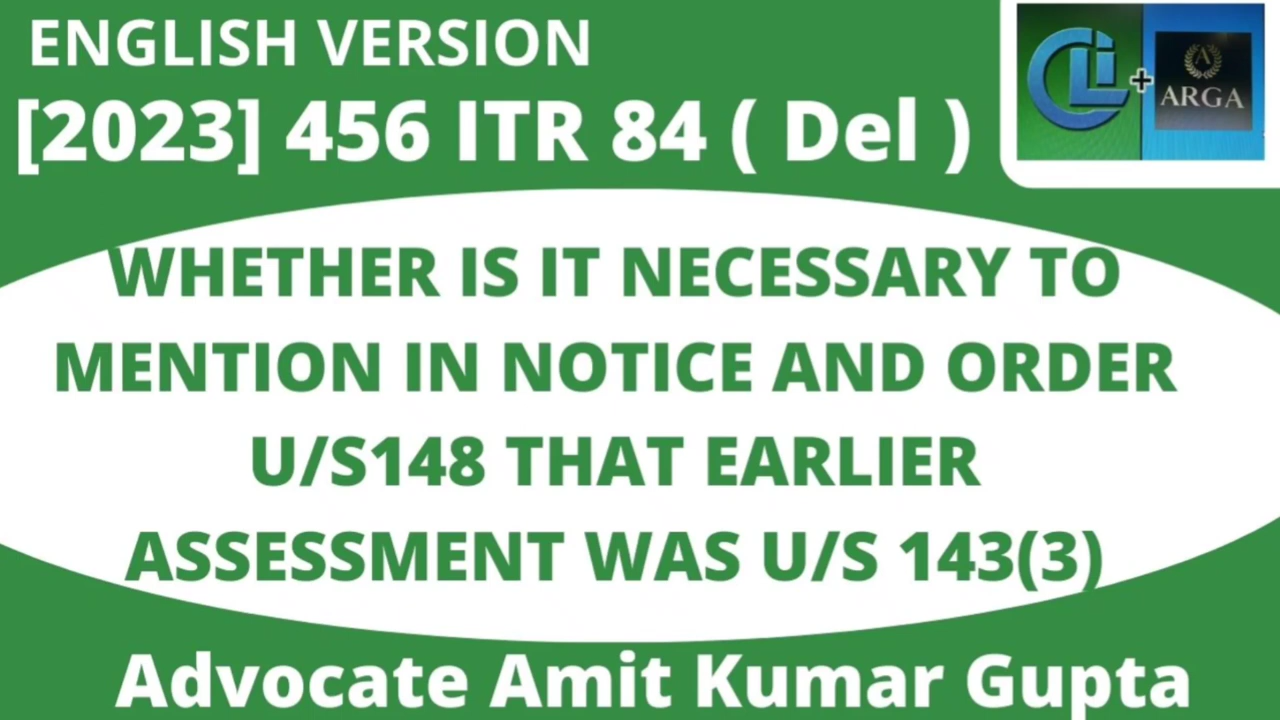 ENGLISH VERSION
[2023] 456 ITR 84 ( Del )
CLI + A ARGA
WHETHER IS IT NECESSARY TO
MENTION IN NOTICE AND ORDER
U/S148 THAT EARLIER
ASSESSMENT WAS U/S 143(3)
Advocate Amit Kumar Gupta